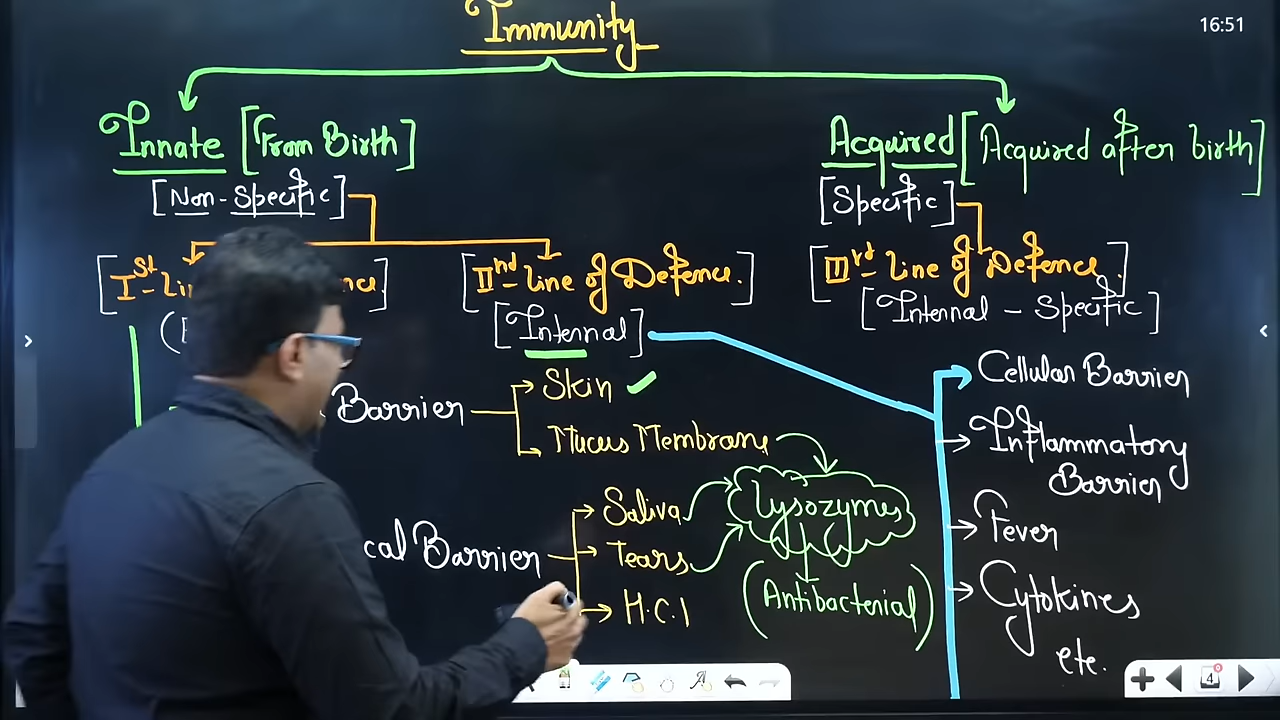 Immunity
16:51
Innate [From Birth]
Acquired [Acquired after birth]
[Non-Specific]
[Specific]
[Ist-
[IInd-line of Defence.]
[IIIrd-line of Defence.]
[Internal]
[Internal - Specific]
Barrier
Skin ✓
Mucus Membrane
Lysozymes
(Antibacterial)
Barrier
Saliva
Tears
H.C.l
Cellular Barrier
Inflammatory
Barrier
Fever
Cytokines
etc.
4